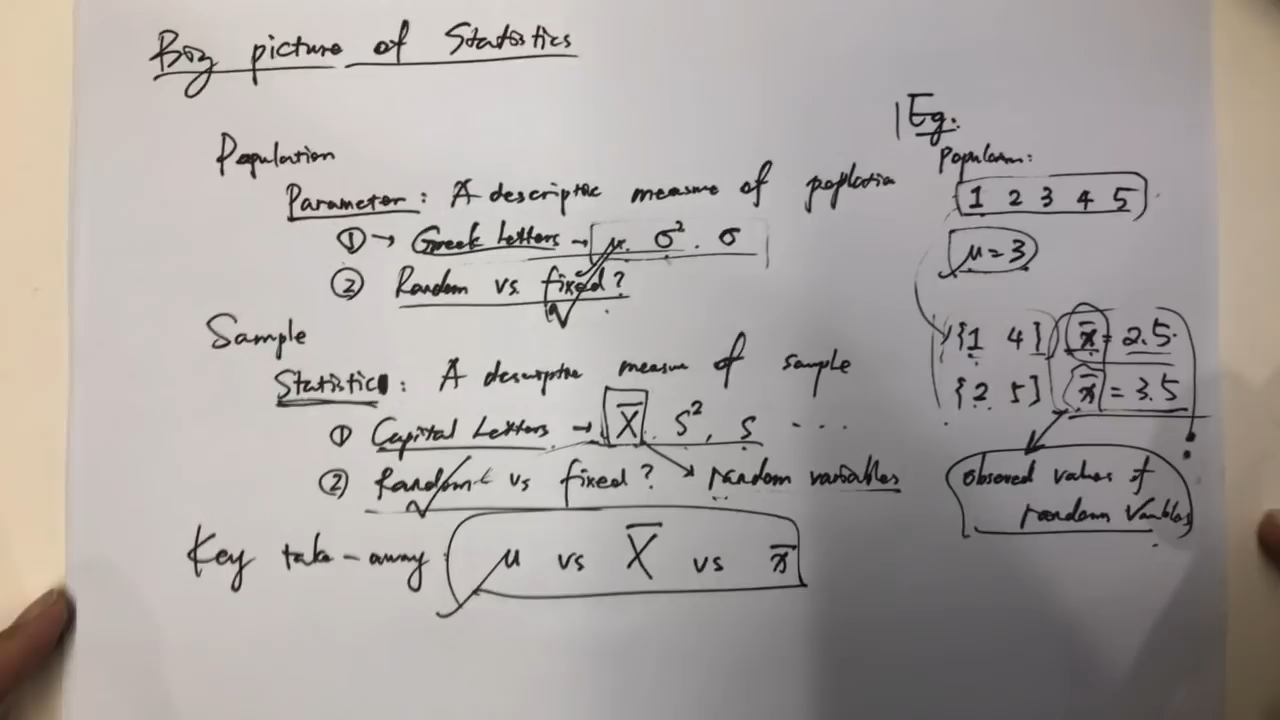 Big picture of Statistics
Population
Parameter : A descriptive measure of population
① → Greek Letters → μ. σ². σ
② Random vs. fixed?
Sample
Statistic : A descriptive measure of sample
① Capital Letters → X̅. S², S ....
② Random vs fixed? → random variables
Key take-away : μ vs X̅ vs x̅
Eg:
Population:
1 2 3 4 5
μ=3
{1 4} x̅ = 2.5
{2 5} x̅ = 3.5
observed values of
random variables